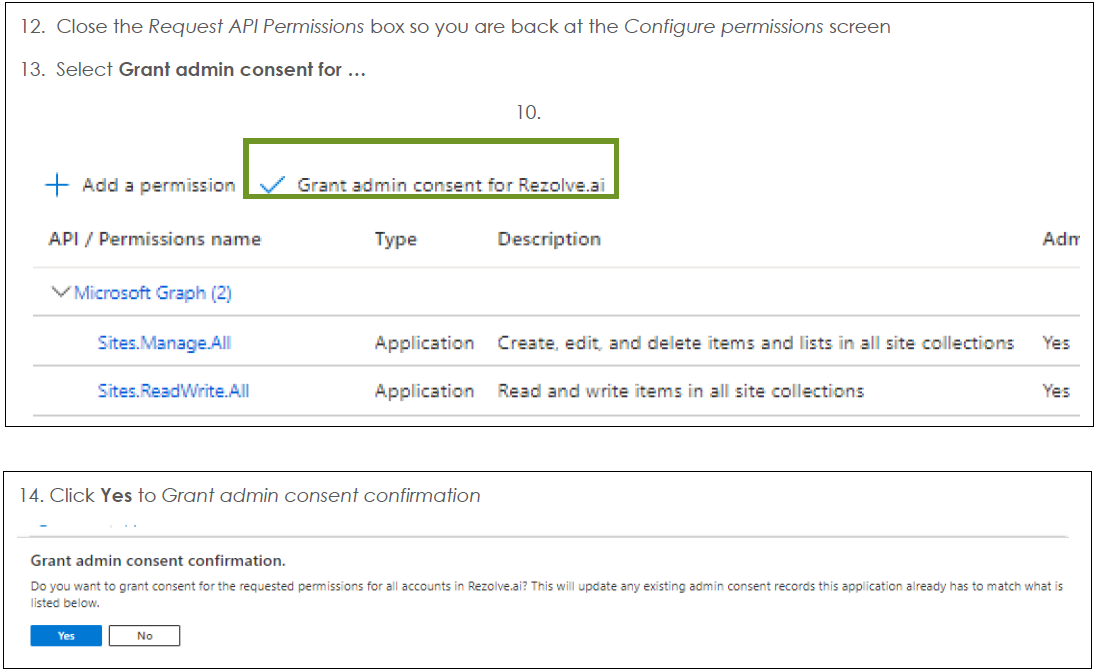 12. Close the Request API Permissions box so you are back at the Configure permissions screen
13. Select Grant admin consent for ...
10.
Add a permission Grant admin consent for Rezolve.ai
API / Permissions name Type Description Adm
Microsoft Graph (2)
Sites.Manage.All Application Create, edit, and delete items and lists in all site collections Yes
Sites.ReadWrite.All Application Read and write items in all site collections Yes
14. Click Yes to Grant admin consent confirmation
Grant admin consent confirmation.
Do you want to grant consent for the requested permissions for all accounts in Rezolve.ai? This will update any existing admin consent records this application already has to match what is
listed below.
Yes No